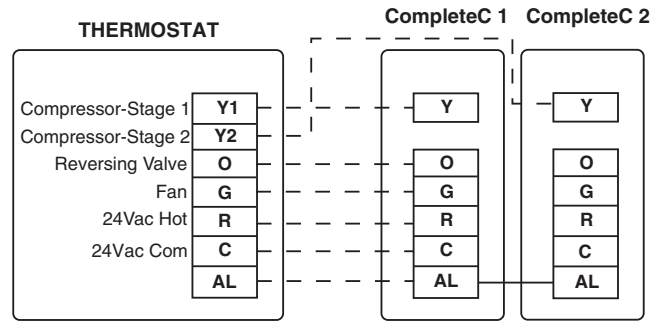 CompleteC 1 CompleteC 2
THERMOSTAT
Compressor-Stage 1 Y1 Y Y
Compressor-Stage 2 Y2
Reversing Valve O O O
Fan G G G
24Vac Hot R R R
24Vac Com C C C
AL AL AL